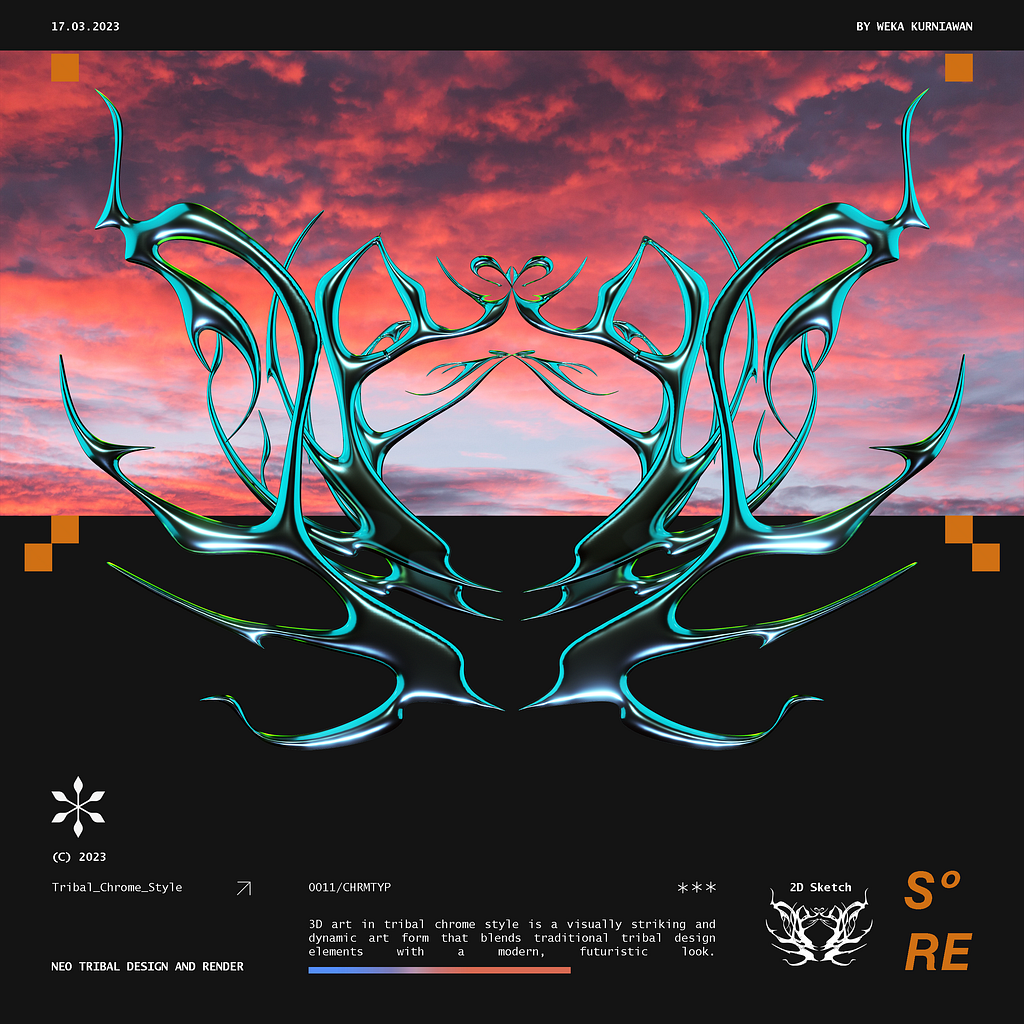 17.03.2023
BY WEKA KURNIAWAN
(C) 2023
Tribal_Chrome_Style
0011/CHRMTYP
***
3D art in tribal chrome style is a visually striking and
dynamic art form that blends traditional tribal design
elements with a modern, futuristic look.
NEO TRIBAL DESIGN AND RENDER
2D Sketch
Sº
RE